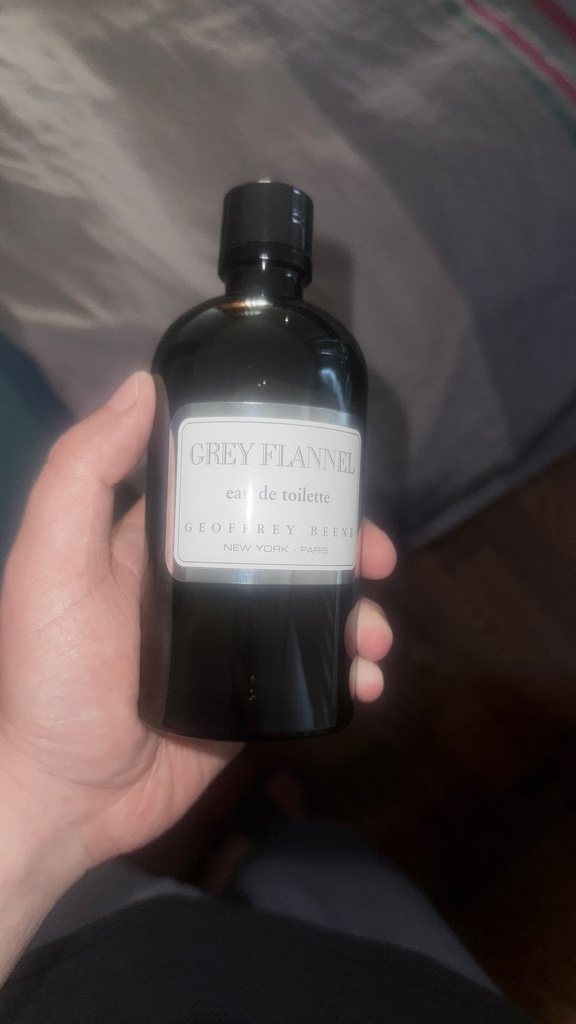 GREY FLANNEL
eau de toilette
GEOFFREY BEENE
NEW YORK - PARIS